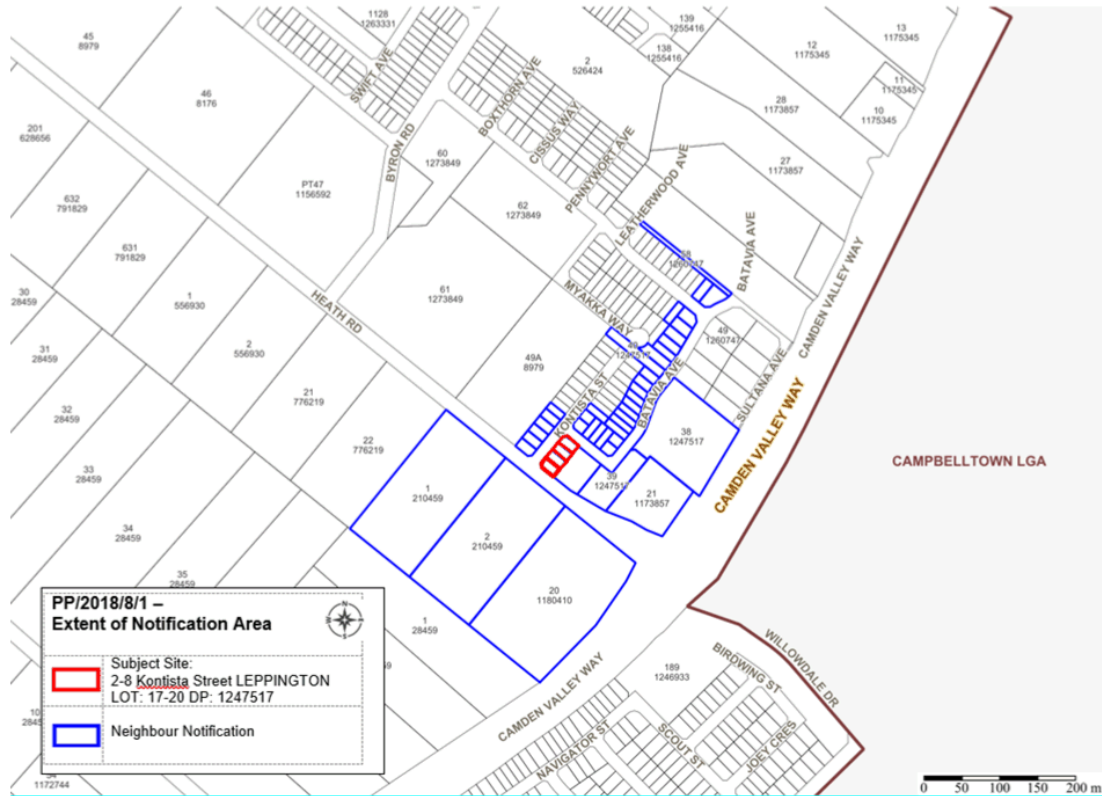 45
8979
1128
1263331
139
1255416
138
1255416
13
1175345
12
1175345
11
1175345
10
1175345
2
526424
46
8176
SWIFT AVE
BOXTHORN AVE
CISSUS WAY
BYRON RD
28
1173857
27
1173857
201
628656
60
1273849
PENNYWORT AVE
LEATHERWOOD AVE
PT47
1156592
632
791829
62
1273849
BATAVIA AVE
631
791829
1260747
CAMDEN VALLEY WAY
30
28459
1
556930
HEATH RD
61
1273849
MYAKKA WAY
49
1260747
31
28459
2
556930
49A
8979
1247517
KONTISTA ST
BATAVIA AVE
SULTANA AVE
21
776219
32
28459
38
1247517
CAMDEN VALLEY WAY
22
776219
CAMPBELLTOWN LGA
33
28459
1
210459
39
1247517
21
1173857
34
28459
2
210459
35
28459
20
1180410
1
28459
PP/2018/8/1 –
Extent of Notification Area
N
E
S
W
Subject Site:
2-8 Kontista Street LEPPINGTON
LOT: 17-20 DP: 1247517
Neighbour Notification
10
1172744
CAMDEN VALLEY WAY
189
1246933
WILLOWDALE DR
BIRDWING ST
NAVIGATOR ST
SCOUT ST
JOEY CRES
0 50 100 150 200 m